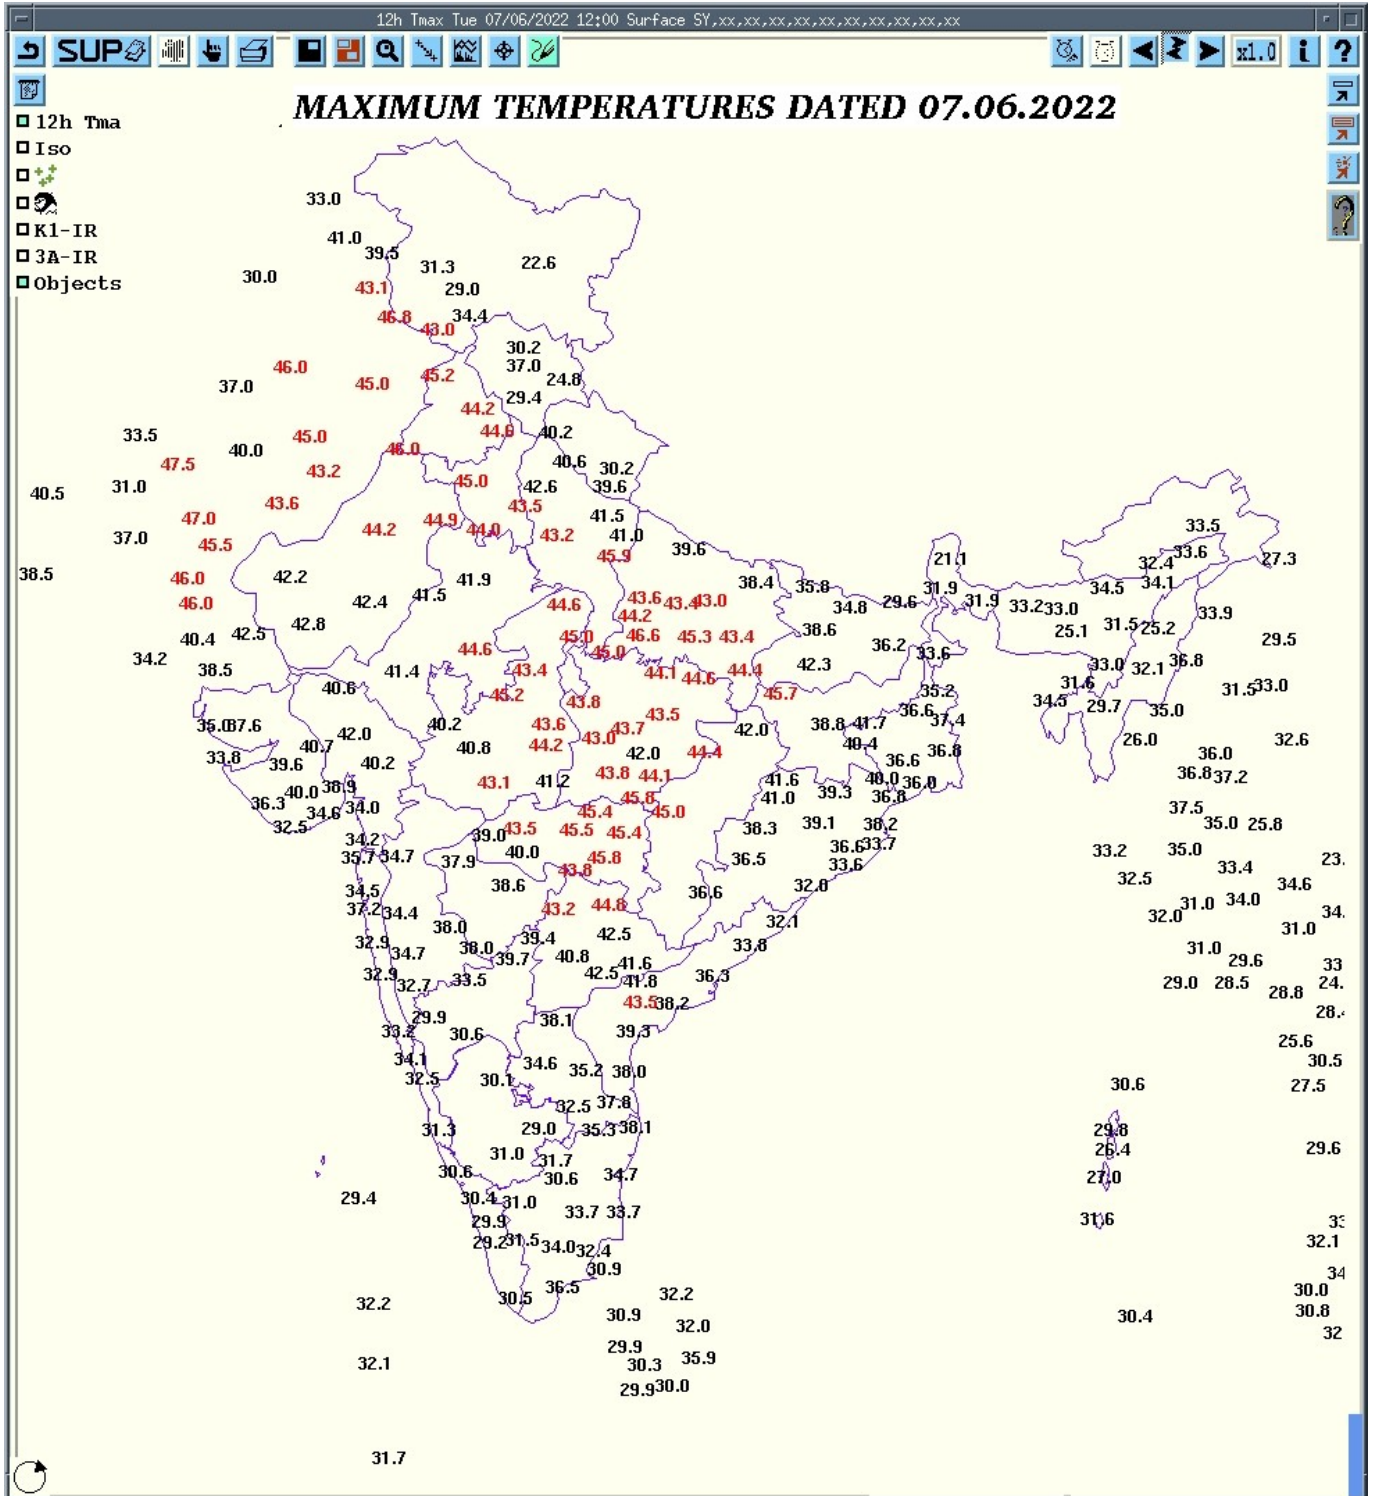 12h Tmax Tue 07/06/2022 12:00 Surface SY,xx,xx,xx,xx,xx,xx,xx,xx,xx,xx
SUP x1.0 i ?
MAXIMUM TEMPERATURES DATED 07.06.2022
12h Tma
Iso
K1-IR
3A-IR
Objects
33.0
41.0
39.5
31.3 22.6
30.0
43.1 29.0
46.8 34.4
43.0
30.2
46.0 37.0
37.0 45.0 45.2 24.8
29.4
44.2
33.5 45.0 44.6 40.2
40.0 46.0
47.5 43.2 40.6 30.2
40.5 31.0 45.0 42.6 39.6
43.6 43.5
47.0 44.9 41.5
37.0 44.2 44.0 43.2 41.0 33.5
45.5 45.9 39.6 33.6
21.1 32.4 27.3
38.5 46.0 42.2 41.9 38.4 35.8 31.9 34.5 34.1
46.0 42.4 41.5 44.6 43.6 43.4 43.0 34.8 29.6 31.9 33.2 33.0
44.2 33.9
40.4 42.5 42.8 45.0 46.6 45.3 43.4 38.6 25.1 31.5 25.2
34.2 44.6 45.0 36.2 33.6 29.5
38.5 41.4 43.4 44.1 44.6 44.4 42.3 33.0 32.1 36.8
40.6 45.2 43.8 45.7 35.2 31.6 31.5 33.0
34.5 29.7 35.0
35.0 37.6 42.0 40.2 43.6 43.7 43.5 42.0 38.8 41.7 36.6 37.4
33.8 40.7 40.8 44.2 43.0 42.0 44.4 40.4 36.8 26.0 32.6
39.6 40.2 36.6 36.0
40.0 38.9 43.1 41.2 43.8 44.1 41.6 40.0 36.0 36.8 37.2
36.3 34.6 34.0 45.8 41.0 39.3 36.8
32.5 45.4 45.0 37.5
39.0 43.5 45.5 45.4 38.3 39.1 38.2 35.0 25.8
34.2
35.7 34.7 37.9 40.0 45.8 36.5 36.6 33.7 33.2 35.0 23.
43.8 33.6 33.4
34.5 38.6 36.6 32.0 32.5 34.6
37.2 34.4 43.2 44.8 31.0 34.0 34.
38.0 42.5 32.1 32.0
32.9 34.7 38.0 39.4 33.8 31.0
39.7 40.8 41.6 31.0 29.6 33
32.9 32.7 33.5 42.5 41.8 36.3 29.0 28.5 24.
28.8
43.5 38.2 28.4
29.9 38.1
33.2 30.6 39.3 25.6
34.1 34.6 30.5
32.5 30.1 35.2 38.0 30.6 27.5
32.5 37.8
31.3 29.0 35.3 38.1 29.8
31.0 31.7 26.4 29.6
30.6 30.6 34.7 27.0
29.4 30.4 31.0
29.9 33.7 33.7 31.6 33
29.2 31.5 34.0 32.4 32.1
30.9 34
36.5 32.2 30.0
32.2 30.5 30.9 30.4 30.8
32.0 32
29.9
32.1 30.3 35.9
29.9 30.0
31.7